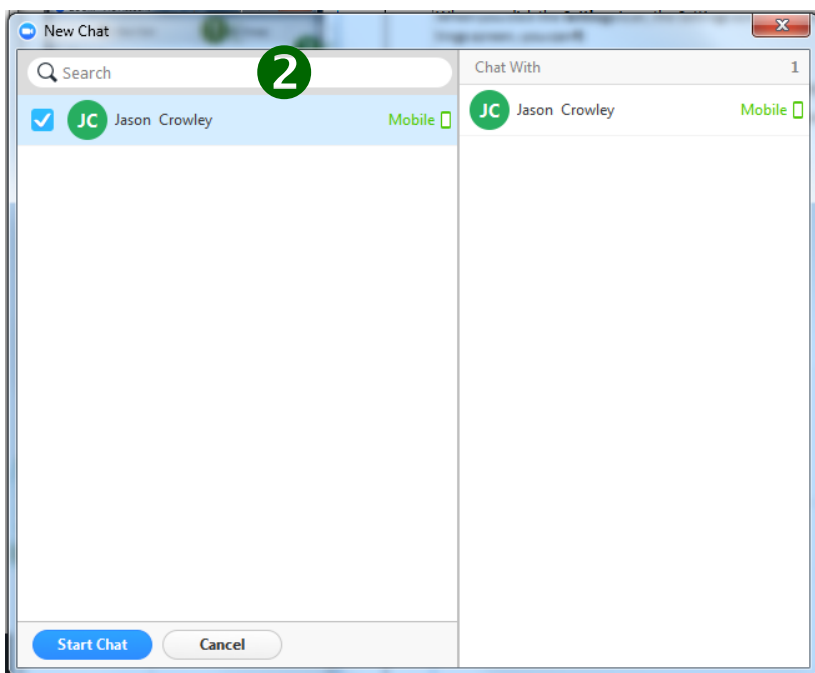 New Chat
Search
2
JC Jason Crowley Mobile
Start Chat Cancel
Chat With 1
JC Jason Crowley Mobile